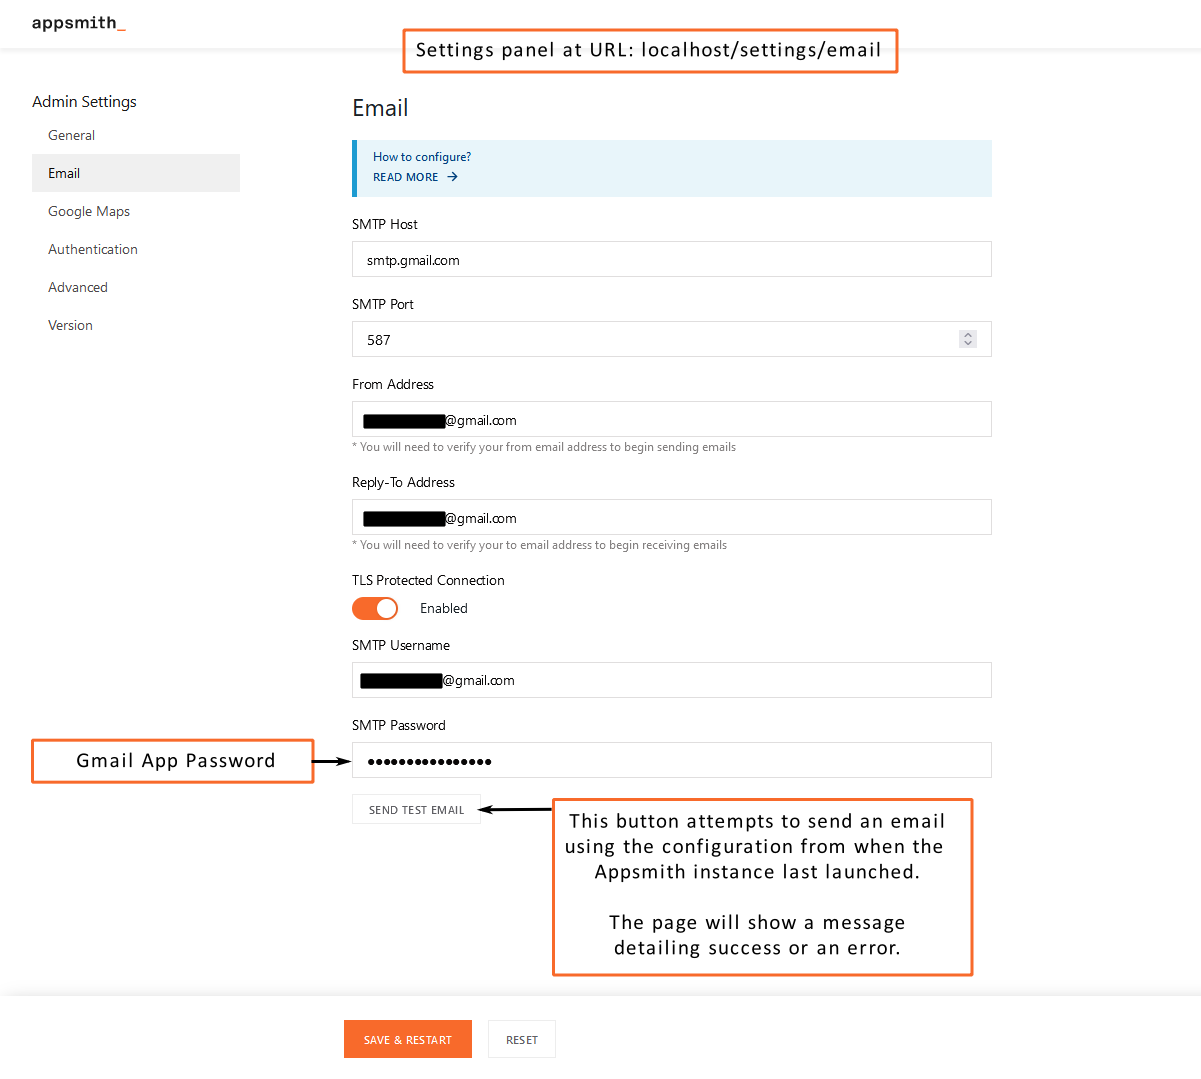 appsmith_
Settings panel at URL: localhost/settings/email
Admin Settings
General
Email
Google Maps
Authentication
Advanced
Version
Email
How to configure?
READ MORE →
SMTP Host
smtp.gmail.com
SMTP Port
587
From Address
@gmail.com
* You will need to verify your from email address to begin sending emails
Reply-To Address
@gmail.com
* You will need to verify your to email address to begin receiving emails
TLS Protected Connection
Enabled
SMTP Username
@gmail.com
SMTP Password
Gmail App Password
••••••••••••••••
SEND TEST EMAIL
This button attempts to send an email
using the configuration from when the
Appsmith instance last launched.
The page will show a message
detailing success or an error.
SAVE & RESTART
RESET